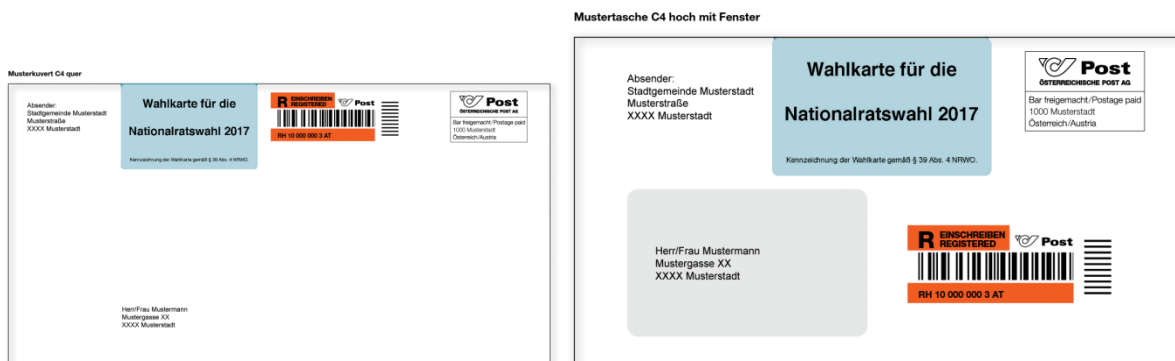 Musterkuvert C4 quer
Absender:
Stadtgemeinde Musterstadt
Musterstraße
XXXX Musterstadt
Wahlkarte für die
Nationalratswahl 2017
Kennzeichnung der Wahlkarte gemäß § 39 Abs. 4 NRWO.
R EINSCHREIBEN
REGISTERED
Post
RH 10 000 000 3 AT
Post
ÖSTERREICHISCHE POST AG
Bar freigemacht/Postage paid
1000 Musterstadt
Österreich/Austria
Herr/Frau Mustermann
Mustergasse XX
XXXX Musterstadt
Mustertasche C4 hoch mit Fenster
Absender:
Stadtgemeinde Musterstadt
Musterstraße
XXXX Musterstadt
Wahlkarte für die
Nationalratswahl 2017
Kennzeichnung der Wahlkarte gemäß § 39 Abs. 4 NRWO.
Post
ÖSTERREICHISCHE POST AG
Bar freigemacht/Postage paid
1000 Musterstadt
Österreich/Austria
Herr/Frau Mustermann
Mustergasse XX
XXXX Musterstadt
R EINSCHREIBEN
REGISTERED
Post
RH 10 000 000 3 AT